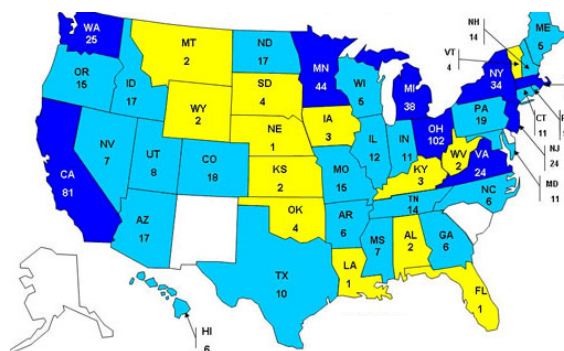 WA
25
OR
15
CA
81
NV
7
ID
17
MT
2
WY
2
UT
8
AZ
17
CO
18
ND
17
SD
4
NE
1
KS
2
OK
4
TX
10
MN
44
IA
3
MO
15
AR
6
LA
1
WI
5
IL
12
MI
38
IN
11
OH
102
KY
3
TN
14
MS
7
AL
2
GA
6
FL
1
NC
6
VA
24
WV
2
PA
19
NY
34
VT
4
NH
14
ME
5
CT
11
NJ
24
MD
11
HI
6